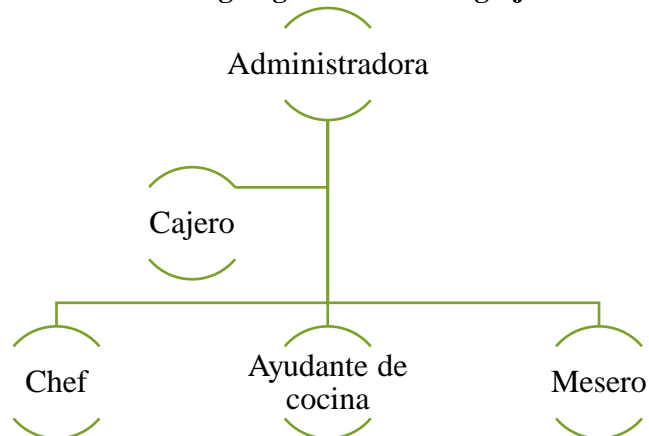 Administradora
Cajero
Chef
Ayudante de
cocina
Mesero